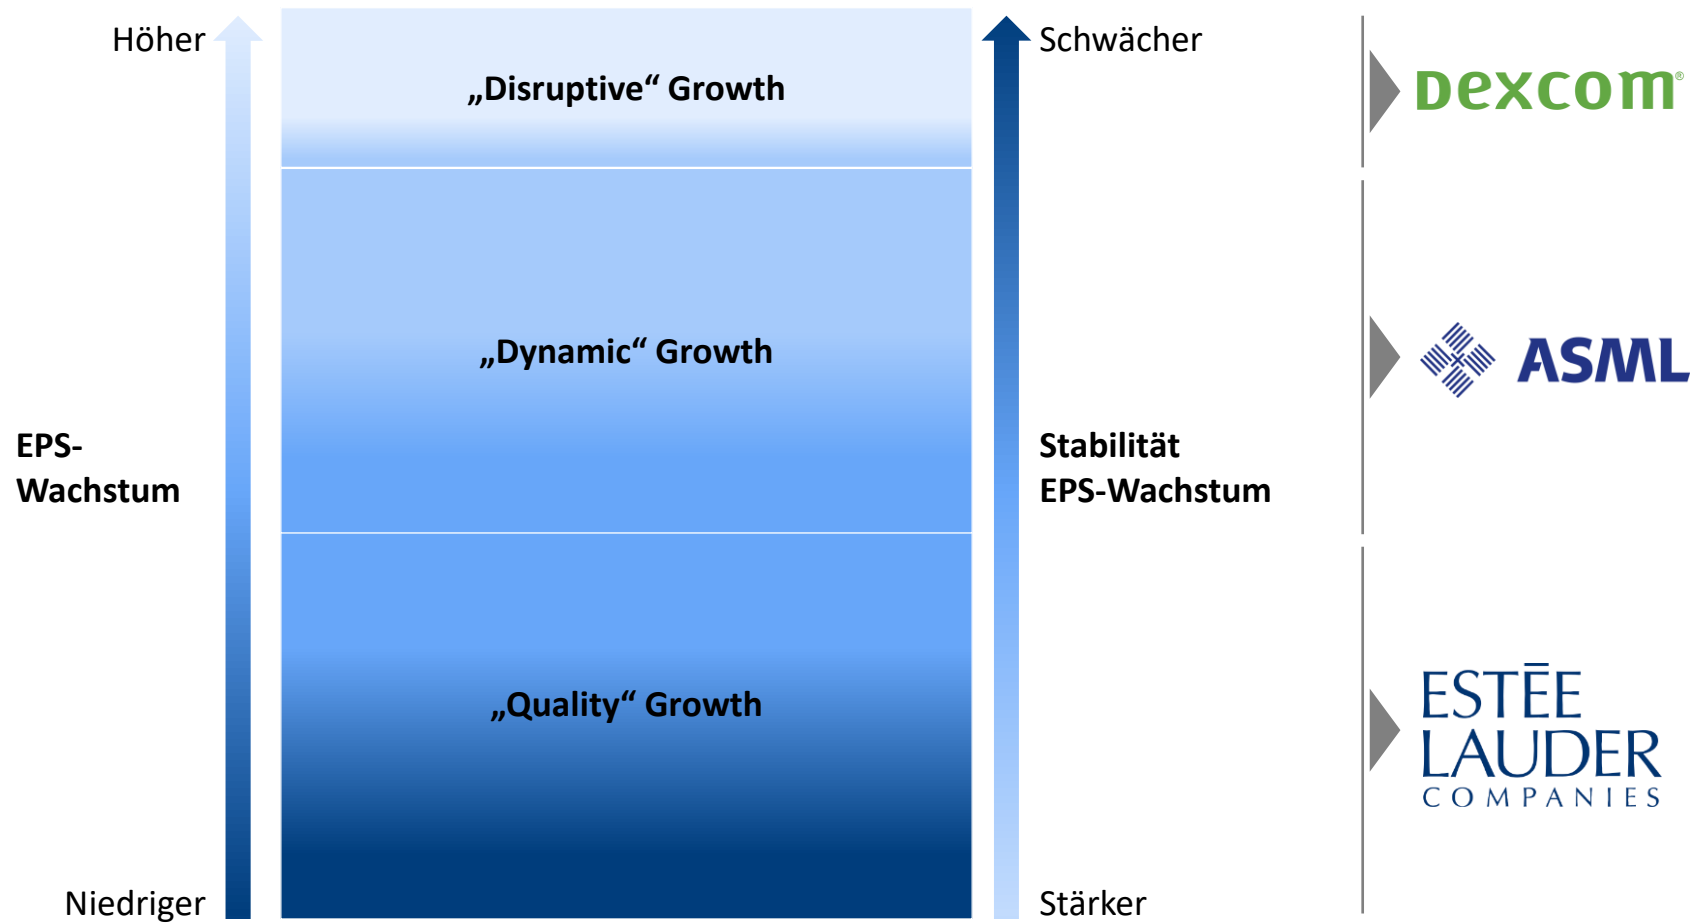 Höher
„Disruptive“ Growth
Schwächer
Dexcom®
„Dynamic“ Growth
ASML
EPS-
Wachstum
Stabilität
EPS-Wachstum
„Quality“ Growth
ESTĒE
LAUDER
COMPANIES
Niedriger
Stärker